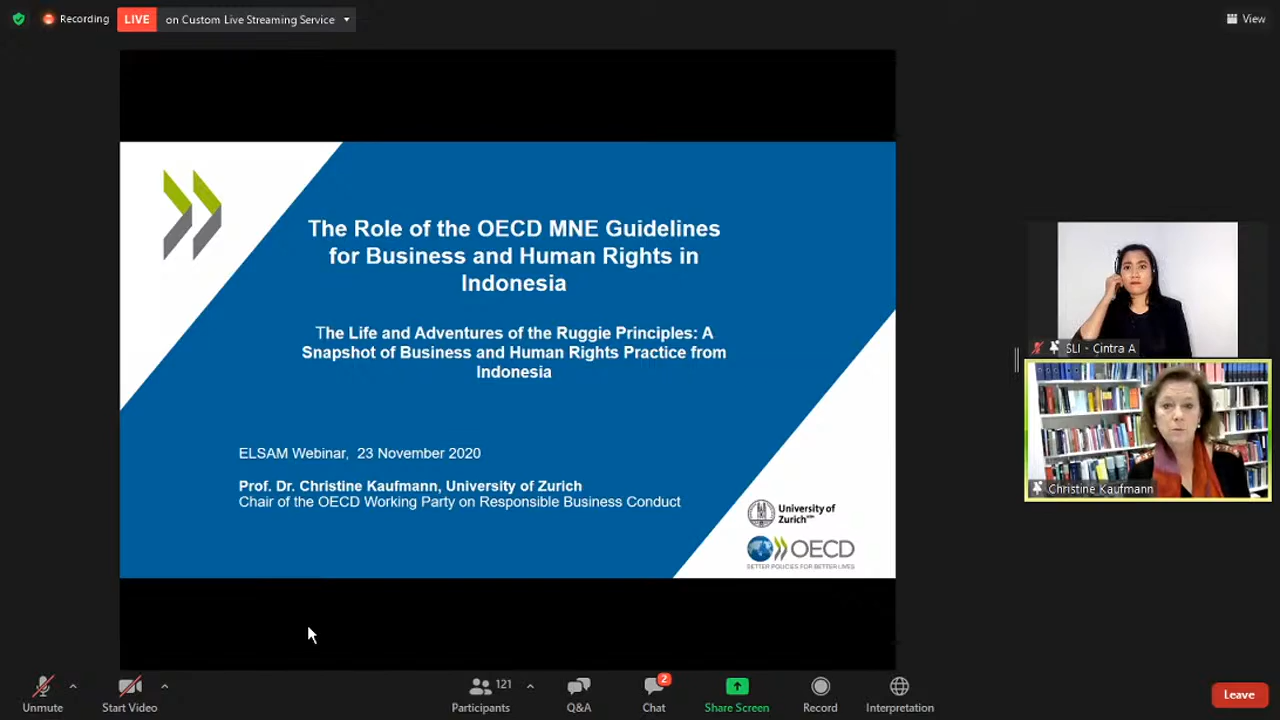 Recording
LIVE
on Custom Live Streaming Service
View
The Role of the OECD MNE Guidelines
for Business and Human Rights in
Indonesia
The Life and Adventures of the Ruggie Principles: A
Snapshot of Business and Human Rights Practice from
Indonesia
ELSAM Webinar, 23 November 2020
Prof. Dr. Christine Kaufmann, University of Zurich
Chair of the OECD Working Party on Responsible Business Conduct
University of
Zurich
OECD
BETTER POLICIES FOR BETTER LIVES
SLI - Cintra A
Christine Kaufmann
Unmute
Start Video
121
Participants
Q&A
2
Chat
Share Screen
Record
Interpretation
Leave